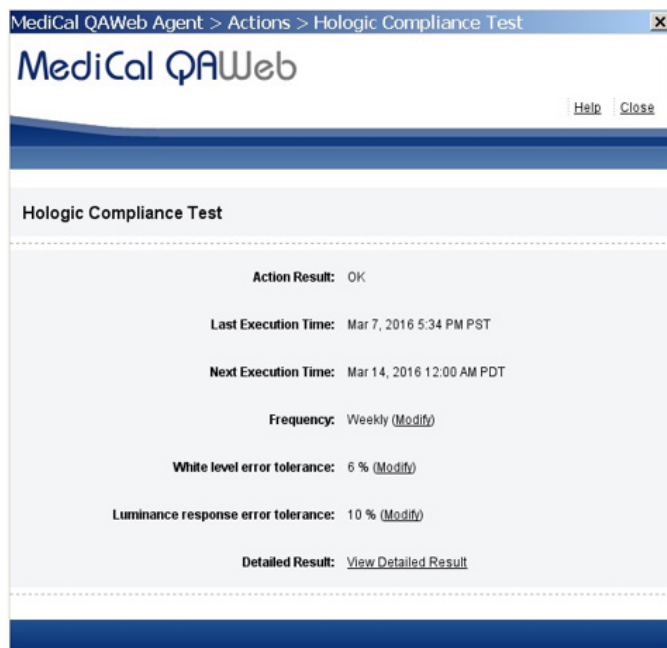 MediCal QAWeb Agent > Actions > Hologic Compliance Test
MediCal QAWeb
Help Close
Hologic Compliance Test
Action Result: OK
Last Execution Time: Mar 7, 2016 5:34 PM PST
Next Execution Time: Mar 14, 2016 12:00 AM PDT
Frequency: Weekly (Modify)
White level error tolerance: 6 % (Modify)
Luminance response error tolerance: 10 % (Modify)
Detailed Result: View Detailed Result